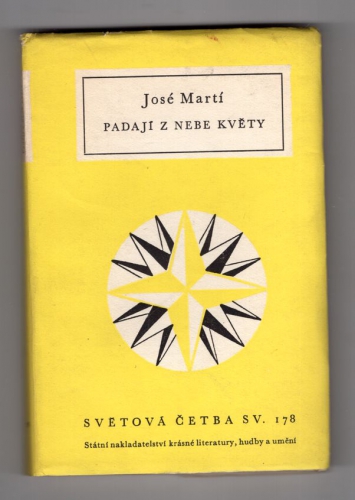 José Martí
PADAJÍ Z NEBE KVĚTY
SVĚTOVÁ ČETBA SV. 178
Státní nakladatelství krásné literatury, hudby a umění